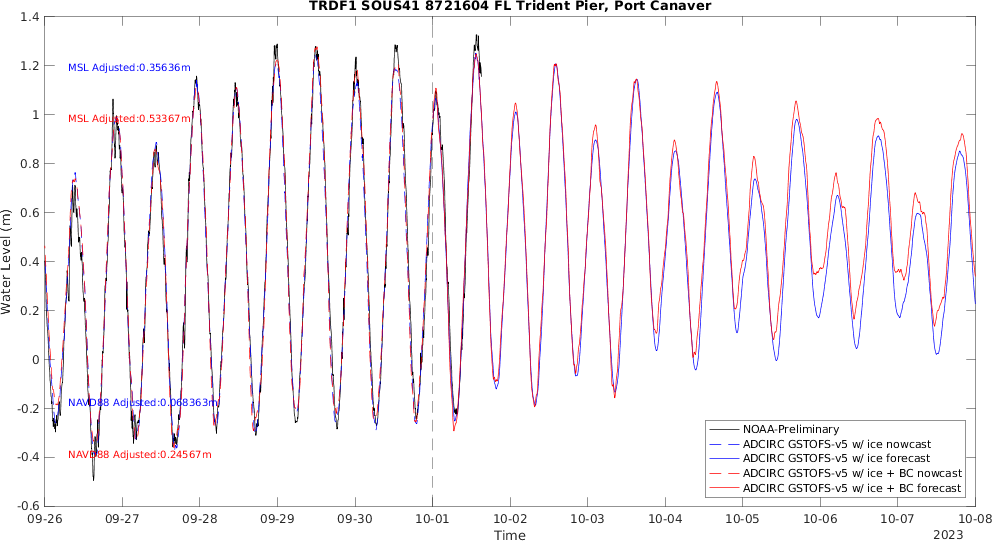 TRDF1 SOUS41 8721604 FL Trident Pier, Port Canaver
1.4
1.2
1
0.8
0.6
0.4
0.2
0
-0.2
-0.4
-0.6
Water Level (m)
MSL Adjusted:0.35636m
MSL Adjusted:0.53367m
NAVD88 Adjusted:0.068363m
NAVD88 Adjusted:0.24567m
NOAA-Preliminary
ADCIRC GSTOFS-v5 w/ ice nowcast
ADCIRC GSTOFS-v5 w/ ice forecast
ADCIRC GSTOFS-v5 w/ ice + BC nowcast
ADCIRC GSTOFS-v5 w/ ice + BC forecast
09-26 09-27 09-28 09-29 09-30 10-01 10-02 10-03 10-04 10-05 10-06 10-07 10-08
Time
2023